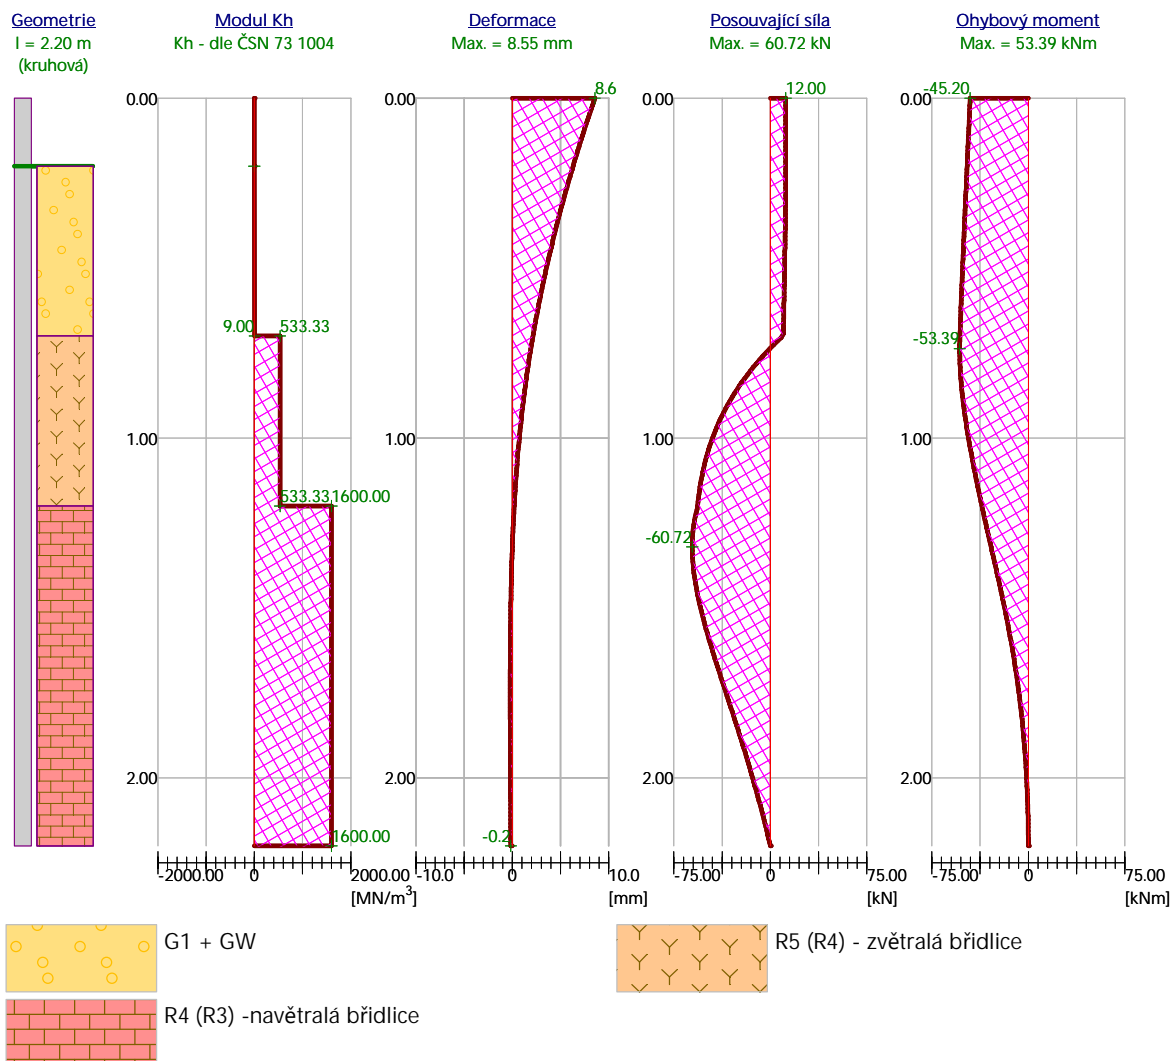 Geometrie
l = 2.20 m
(kruhová)
Modul Kh
Kh - dle ČSN 73 1004
Deformace
Max. = 8.55 mm
Posouvající síla
Max. = 60.72 kN
Ohybový moment
Max. = 53.39 kNm
0.00
9.00
533.33
533.33
1600.00
1600.00
-2000.00
0
2000.00
[MN/m³]
0.00
8.6
1.00
2.00
-0.2
-10.0
0
10.0
[mm]
0.00
12.00
1.00
-60.72
2.00
-75.00
0
75.00
[kN]
-45.20
0.00
-53.39
1.00
2.00
-75.00
0
75.00
[kNm]
1.00
2.00
G1 + GW
R5 (R4) - zvětralá břidlice
R4 (R3) -navětralá břidlice